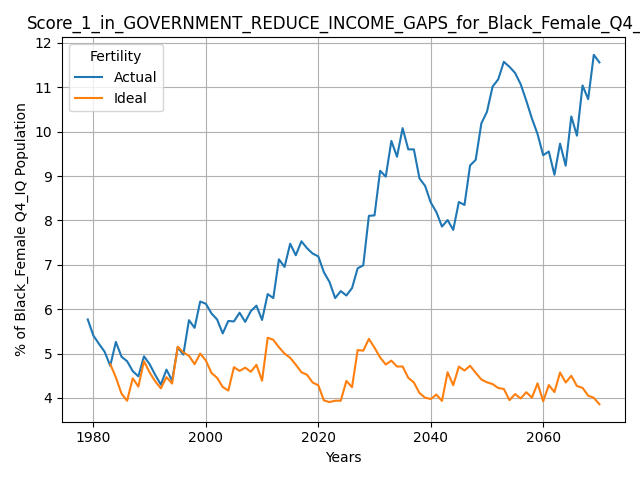 Score_1_in_GOVERNMENT_REDUCE_INCOME_GAPS_for_Black_Female_Q4_
Fertility
Actual
Ideal
% of Black_Female Q4_IQ Population
12
11
10
9
8
7
6
5
4
1980 2000 2020 2040 2060
Years